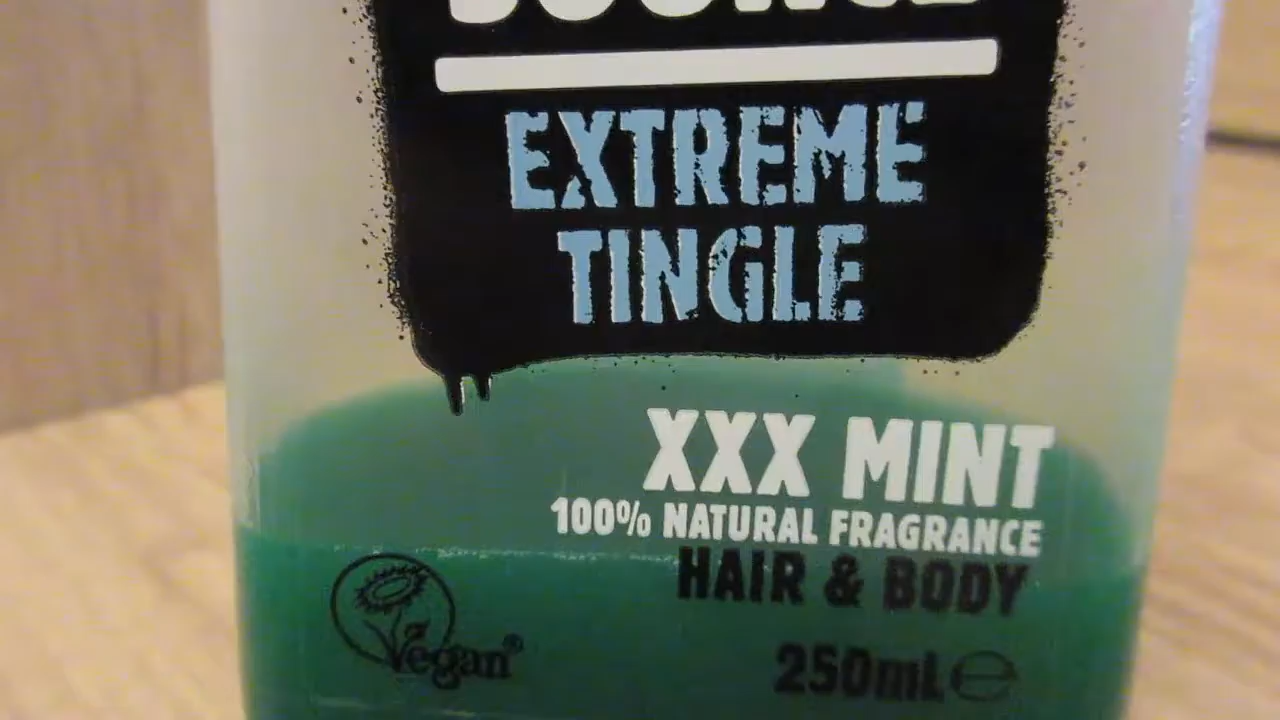 EXTREME
TINGLE
XXX MINT
100% NATURAL FRAGRANCE
HAIR & BODY
Vegan®
250mL e